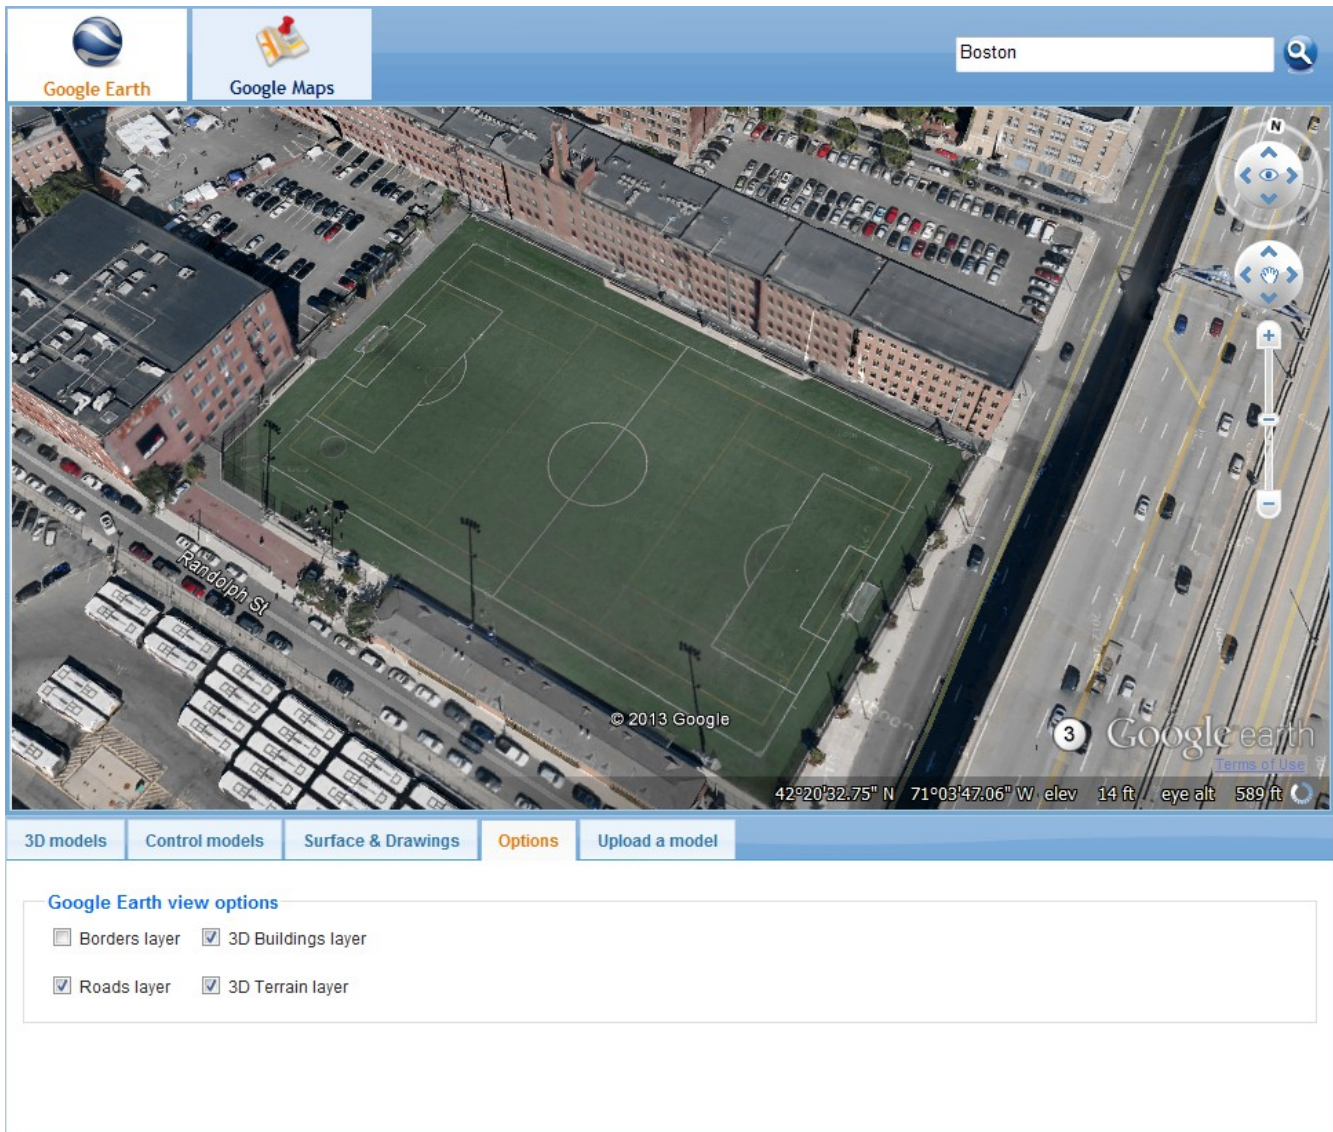 Google Earth
Google Maps
Boston
N
Randolph St
© 2013 Google
3
Google earth
Terms of Use
42°20'32.75" N 71°03'47.06" W elev 14 ft eye alt 589 ft
3D models
Control models
Surface & Drawings
Options
Upload a model
Google Earth view options
Borders layer
3D Buildings layer
Roads layer
3D Terrain layer